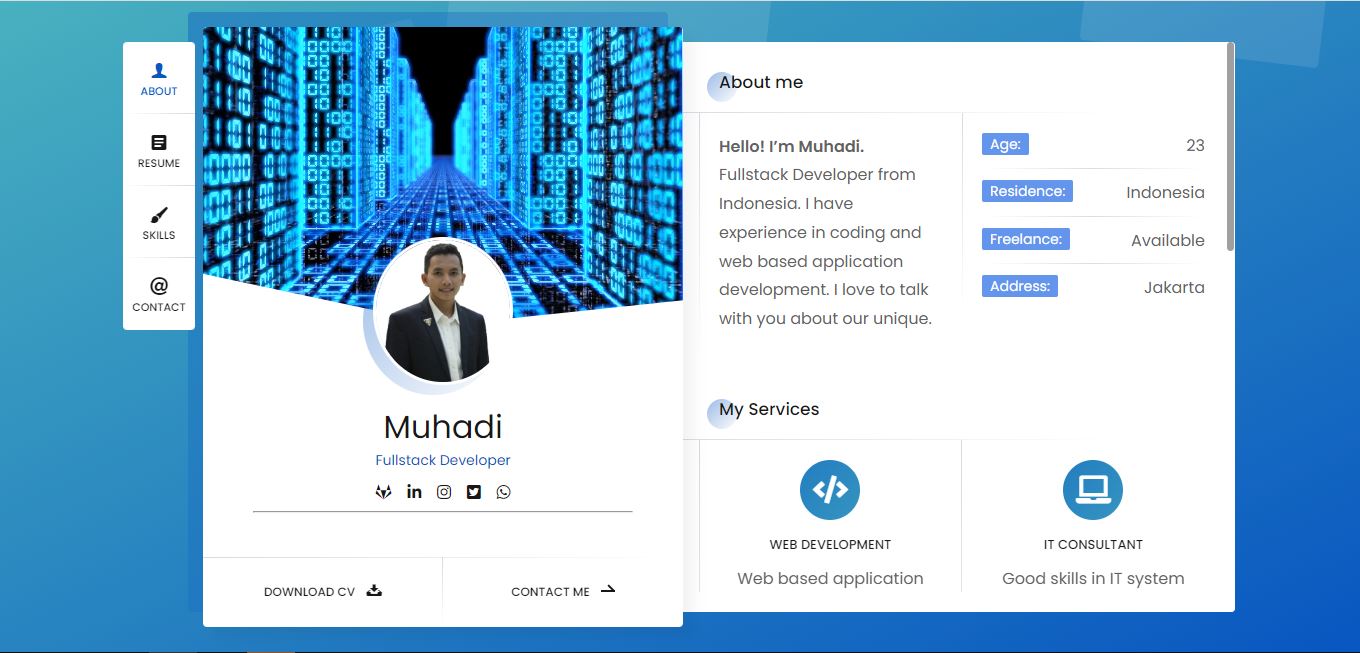 ABOUT
RESUME
SKILLS
CONTACT
Muhadi
Fullstack Developer
DOWNLOAD CV
CONTACT ME
About me
Hello! I’m Muhadi.
Fullstack Developer from
Indonesia. I have
experience in coding and
web based application
development. I love to talk
with you about our unique.
Age: 23
Residence: Indonesia
Freelance: Available
Address: Jakarta
My Services
WEB DEVELOPMENT
Web based application
IT CONSULTANT
Good skills in IT system